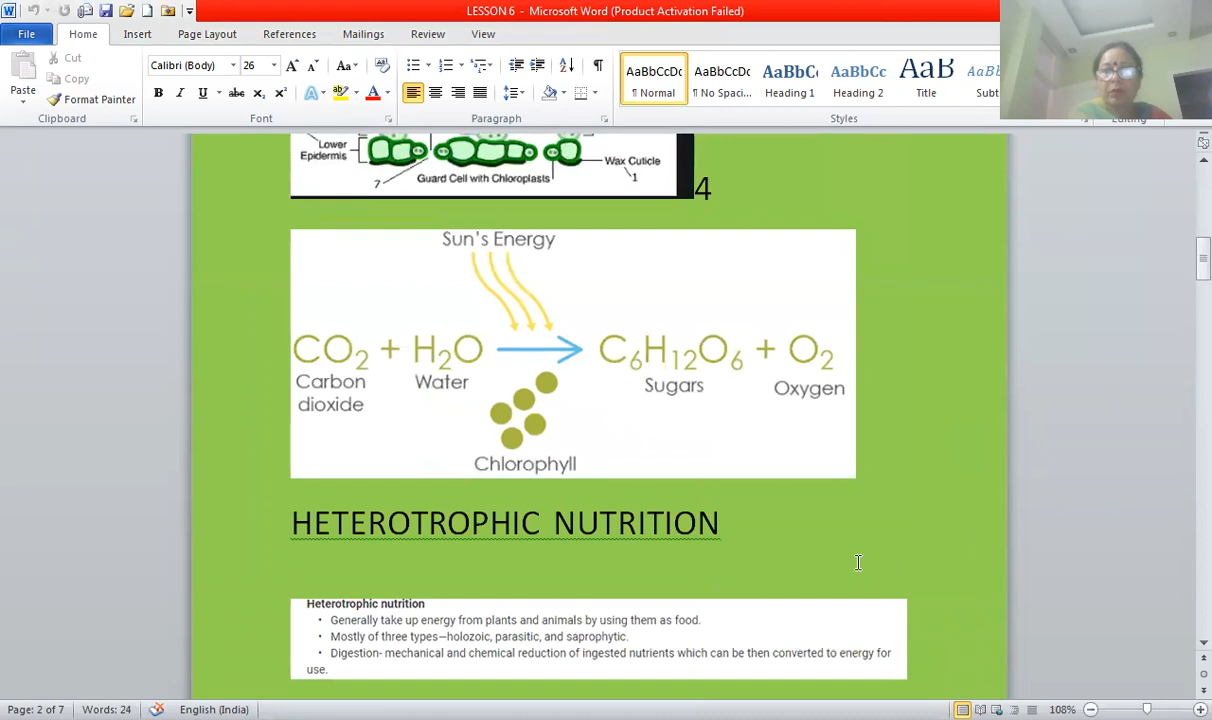 LESSON 6 - Microsoft Word (Product Activation Failed)
File Home Insert Page Layout References Mailings Review View
Cut
Copy
Paste
Format Painter
Clipboard
Calibri (Body) 26
Font
Paragraph
AaBbCcDc AaBbCcDc AaBbCc AaBbCc AaB AaBb
¶ Normal ¶ No Spaci... Heading 1 Heading 2 Title Subt
Styles
Editing
Lower
Epidermis
Wax Cuticle
7
Guard Cell with Chloroplasts
1
4
Sun's Energy
CO2 + H2O C6H12O6 + O2
Carbon
dioxide
Water
Sugars
Oxygen
Chlorophyll
HETEROTROPHIC NUTRITION
Heterotrophic nutrition
• Generally take up energy from plants and animals by using them as food.
• Mostly of three types—holozoic, parasitic, and saprophytic.
• Digestion- mechanical and chemical reduction of ingested nutrients which can be then converted to energy for
use.
Page: 2 of 7 Words: 24 English (India) 108%